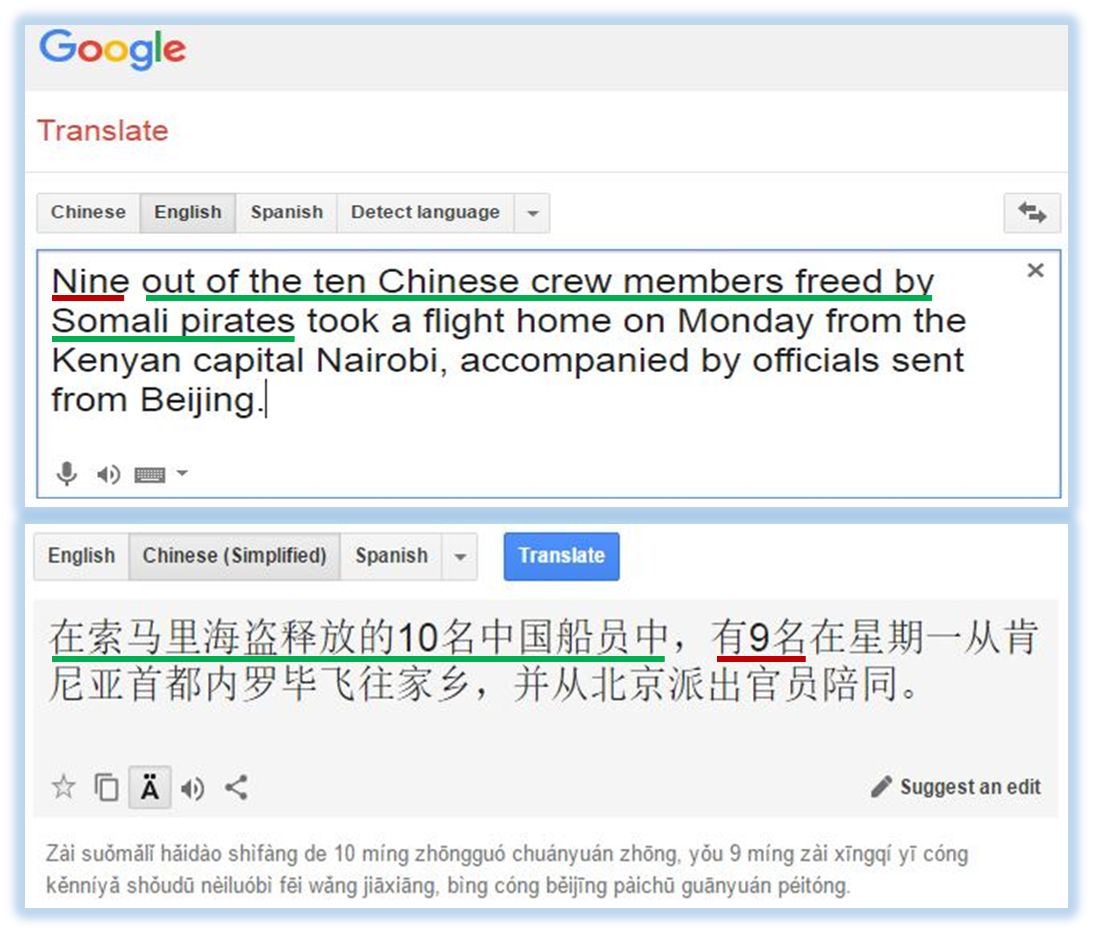 Google
Translate
Chinese English Spanish Detect language
Nine out of the ten Chinese crew members freed by
Somali pirates took a flight home on Monday from the
Kenyan capital Nairobi, accompanied by officials sent
from Beijing.
English Chinese (Simplified) Spanish Translate
在索马里海盗释放的10名中国船员中，有9名在星期一从肯
尼亚首都内罗毕飞往家乡，并从北京派出官员陪同。
Ä
Suggest an edit
Zài suǒmǎlǐ hǎidào shìfàng de 10 míng zhōngguó chuányuán zhōng, yǒu 9 míng zài xīngqí yī cóng
kěnníyǎ shǒudū nèiluóbì fēi wǎng jiāxiāng, bìng cóng běijīng pàichū guānyuán péitóng.